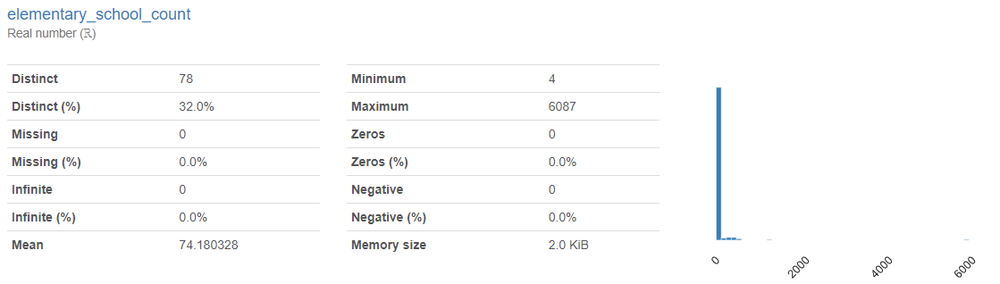 elementary_school_count
Real number (ℝ)
Distinct 78
Distinct (%) 32.0%
Missing 0
Missing (%) 0.0%
Infinite 0
Infinite (%) 0.0%
Mean 74.180328
Minimum 4
Maximum 6087
Zeros 0
Zeros (%) 0.0%
Negative 0
Negative (%) 0.0%
Memory size 2.0 KiB
0
2000
4000
6000